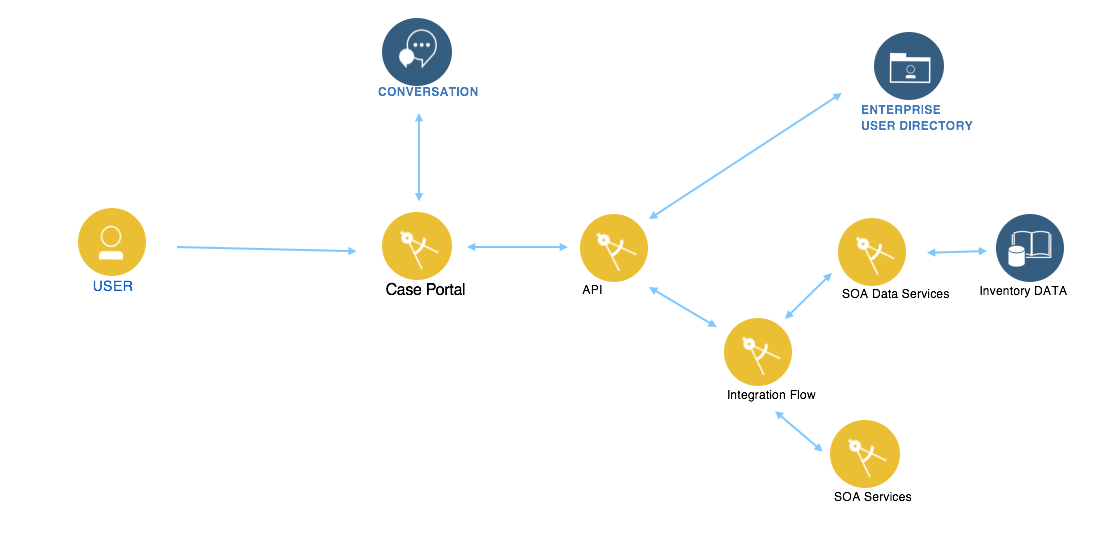 CONVERSATION
ENTERPRISE
USER DIRECTORY
USER
Case Portal
API
SOA Data Services
Inventory DATA
Integration Flow
SOA Services